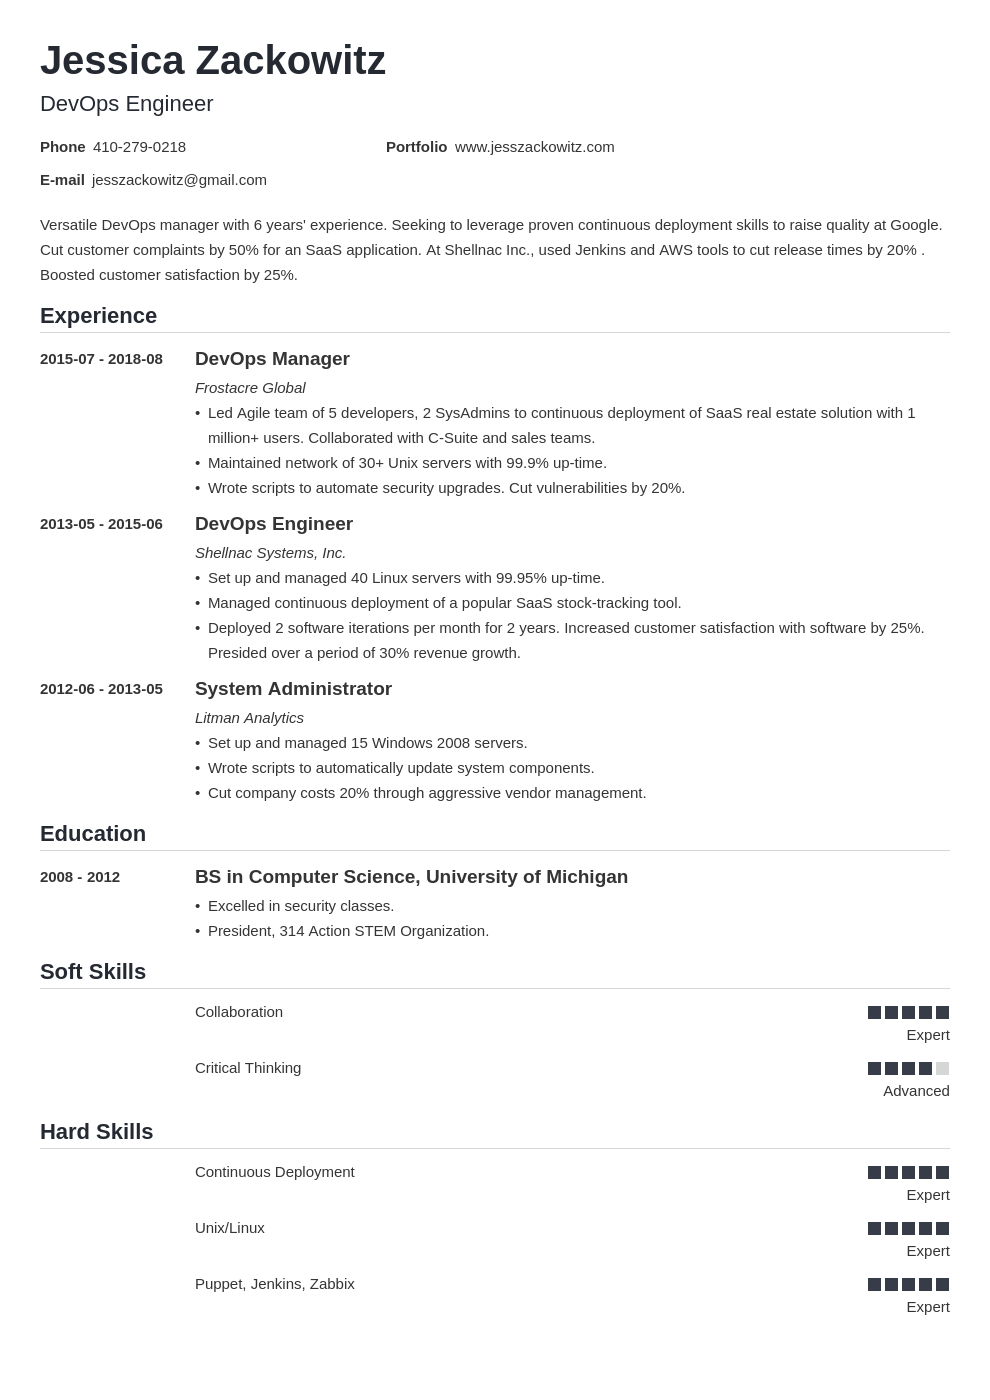 Jessica Zackowitz
DevOps Engineer
Phone 410-279-0218 Portfolio www.jesszackowitz.com
E-mail jesszackowitz@gmail.com
Versatile DevOps manager with 6 years' experience. Seeking to leverage proven continuous deployment skills to raise quality at Google.
Cut customer complaints by 50% for an SaaS application. At Shellnac Inc., used Jenkins and AWS tools to cut release times by 20% .
Boosted customer satisfaction by 25%.
Experience
2015-07 - 2018-08 DevOps Manager
Frostacre Global
• Led Agile team of 5 developers, 2 SysAdmins to continuous deployment of SaaS real estate solution with 1
million+ users. Collaborated with C-Suite and sales teams.
• Maintained network of 30+ Unix servers with 99.9% up-time.
• Wrote scripts to automate security upgrades. Cut vulnerabilities by 20%.
2013-05 - 2015-06 DevOps Engineer
Shellnac Systems, Inc.
• Set up and managed 40 Linux servers with 99.95% up-time.
• Managed continuous deployment of a popular SaaS stock-tracking tool.
• Deployed 2 software iterations per month for 2 years. Increased customer satisfaction with software by 25%.
Presided over a period of 30% revenue growth.
2012-06 - 2013-05 System Administrator
Litman Analytics
• Set up and managed 15 Windows 2008 servers.
• Wrote scripts to automatically update system components.
• Cut company costs 20% through aggressive vendor management.
Education
2008 - 2012 BS in Computer Science, University of Michigan
• Excelled in security classes.
• President, 314 Action STEM Organization.
Soft Skills
Collaboration
Expert
Critical Thinking
Advanced
Hard Skills
Continuous Deployment
Expert
Unix/Linux
Expert
Puppet, Jenkins, Zabbix
Expert